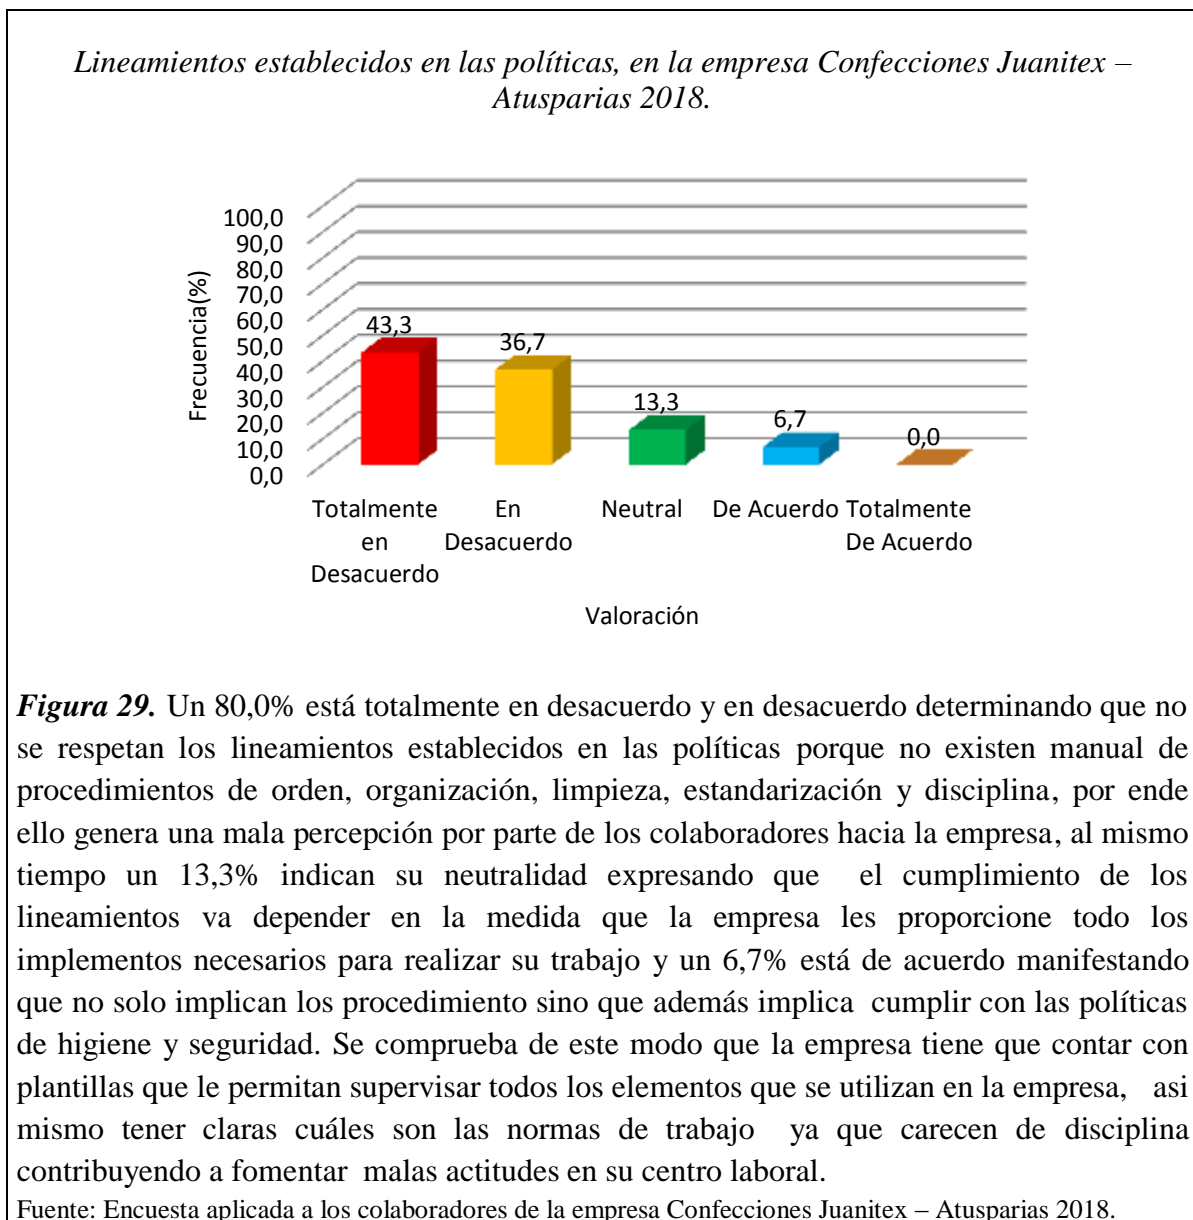 Lineamientos establecidos en las políticas, en la empresa Confecciones Juanitex –
Atusparias 2018.
100,0
90,0
80,0
70,0
60,0
50,0
40,0
30,0
20,0
10,0
0,0
Frecuencia(%)
43,3
36,7
13,3
6,7
0,0
Totalmente
en
Desacuerdo
En
Desacuerdo
Neutral
De Acuerdo
Totalmente
De Acuerdo
Valoración
Figura 29. Un 80,0% está totalmente en desacuerdo y en desacuerdo determinando que no
se respetan los lineamientos establecidos en las políticas porque no existen manual de
procedimientos de orden, organización, limpieza, estandarización y disciplina, por ende
ello genera una mala percepción por parte de los colaboradores hacia la empresa, al mismo
tiempo un 13,3% indican su neutralidad expresando que el cumplimiento de los
lineamientos va depender en la medida que la empresa les proporcione todo los
implementos necesarios para realizar su trabajo y un 6,7% está de acuerdo manifestando
que no solo implican los procedimiento sino que además implica cumplir con las políticas
de higiene y seguridad. Se comprueba de este modo que la empresa tiene que contar con
plantillas que le permitan supervisar todos los elementos que se utilizan en la empresa, asi
mismo tener claras cuáles son las normas de trabajo ya que carecen de disciplina
contribuyendo a fomentar malas actitudes en su centro laboral.
Fuente: Encuesta aplicada a los colaboradores de la empresa Confecciones Juanitex – Atusparias 2018.